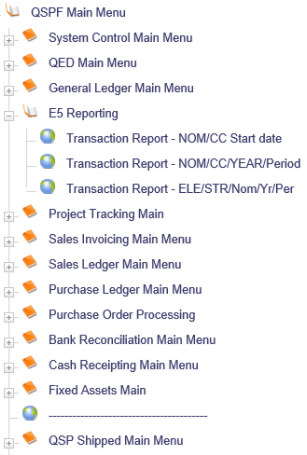 QSPF Main Menu
System Control Main Menu
QED Main Menu
General Ledger Main Menu
E5 Reporting
Transaction Report - NOM/CC Start date
Transaction Report - NOM/CC/YEAR/Period
Transaction Report - ELE/STR/Nom/Yr/Per
Project Tracking Main
Sales Invoicing Main Menu
Sales Ledger Main Menu
Purchase Ledger Main Menu
Purchase Order Processing
Bank Reconciliation Main Menu
Cash Receipting Main Menu
Fixed Assets Main
----------------------------------------
QSP Shipped Main Menu